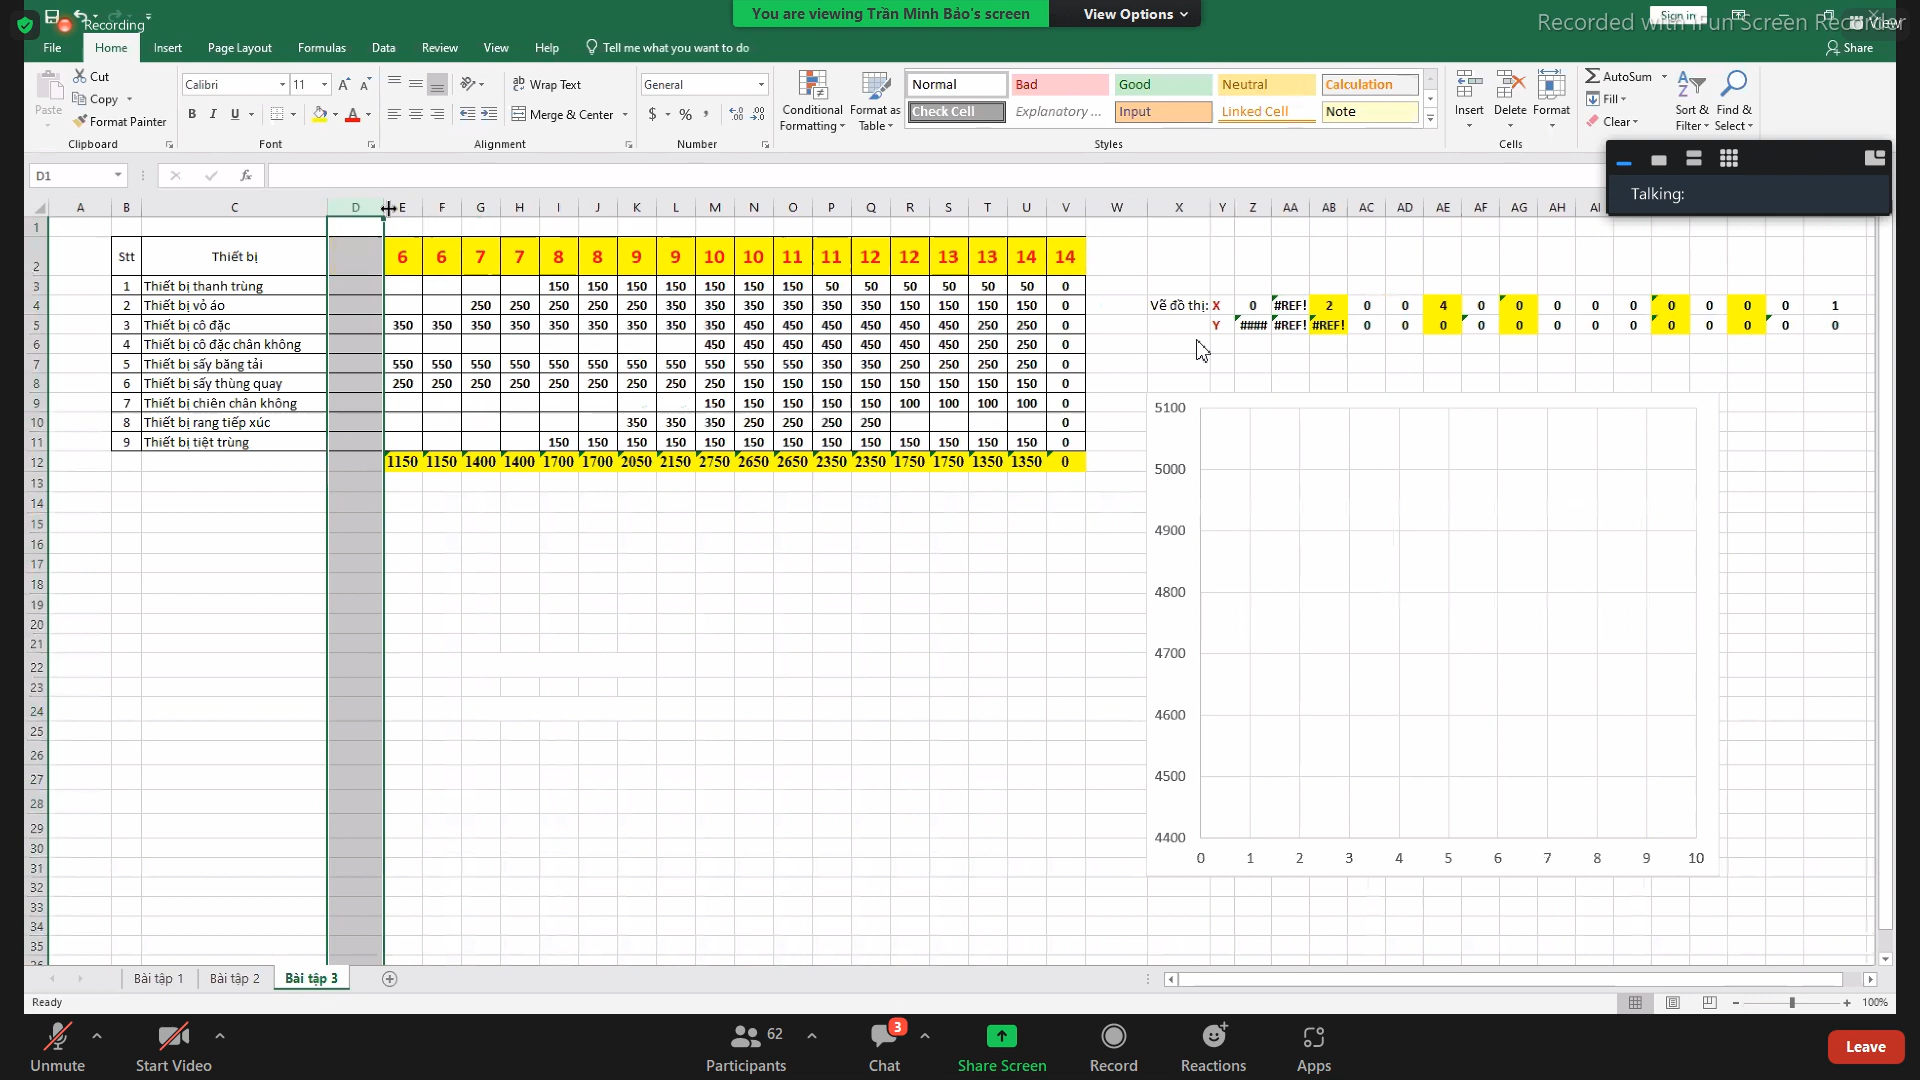 Recording
You are viewing Trần Minh Bảo's screen
View Options
Sign in
View
Recorded with iTun Screen Recorder
File Home Insert Page Layout Formulas Data Review View Help Tell me what you want to do
Share
Paste
Cut
Copy
Format Painter
Clipboard
Calibri 11
B I U
Font
Wrap Text
Merge & Center
Alignment
General
$ % ,
Number
Conditional Formatting
Format as Table
Normal Bad Good Neutral Calculation
Check Cell Explanatory ... Input Linked Cell Note
Styles
Insert Delete Format
Cells
AutoSum
Fill
Clear
Sort & Filter
Find & Select
Talking:
D1
fx
A B C D E F G H I J K L M N O P Q R S T U V W X Y Z AA AB AC AD AE AF AG AH AI
1
2 Stt Thiết bị 6 6 7 7 8 8 9 9 10 10 11 11 12 12 13 13 14 14
3 1 Thiết bị thanh trùng 150 150 150 150 150 150 150 50 50 50 50 50 50 0
4 2 Thiết bị vỏ áo 250 250 250 250 250 350 350 350 350 350 350 150 150 150 150 0 Vẽ đồ thị: X 0 #REF! 2 0 0 4 0 0 0 0 0 0 0 0 0 1
5 3 Thiết bị cô đặc 350 350 350 350 350 350 350 350 350 450 450 450 450 450 450 250 250 0 Y #### #REF! #REF! 0 0 0 0 0 0 0 0 0 0 0 0 0
6 4 Thiết bị cô đặc chân không 450 450 450 450 450 450 450 250 250 0
7 5 Thiết bị sấy băng tải 550 550 550 550 550 550 550 550 550 550 550 350 350 250 250 250 250 0
8 6 Thiết bị sấy thùng quay 250 250 250 250 250 250 250 250 250 150 150 150 150 150 150 150 150 0
9 7 Thiết bị chiên chân không 150 150 150 150 150 100 100 100 100 0
10 8 Thiết bị rang tiếp xúc 350 350 350 250 250 250 250 0
11 9 Thiết bị tiệt trùng 150 150 150 150 150 150 150 150 150 150 150 150 150 0
12 1150 1150 1400 1400 1700 1700 2050 2150 2750 2650 2650 2350 2350 1750 1750 1350 1350 0
13
14
15
16
17
18
19
20
21
22
23
24
25
26
27
28
29
30
31
32
33
34
35
5100
5000
4900
4800
4700
4600
4500
4400
0 1 2 3 4 5 6 7 8 9 10
Bài tập 1 Bài tập 2 Bài tập 3
Ready
100%
Unmute
Start Video
62
Participants
3
Chat
Share Screen
Record
Reactions
Apps
Leave